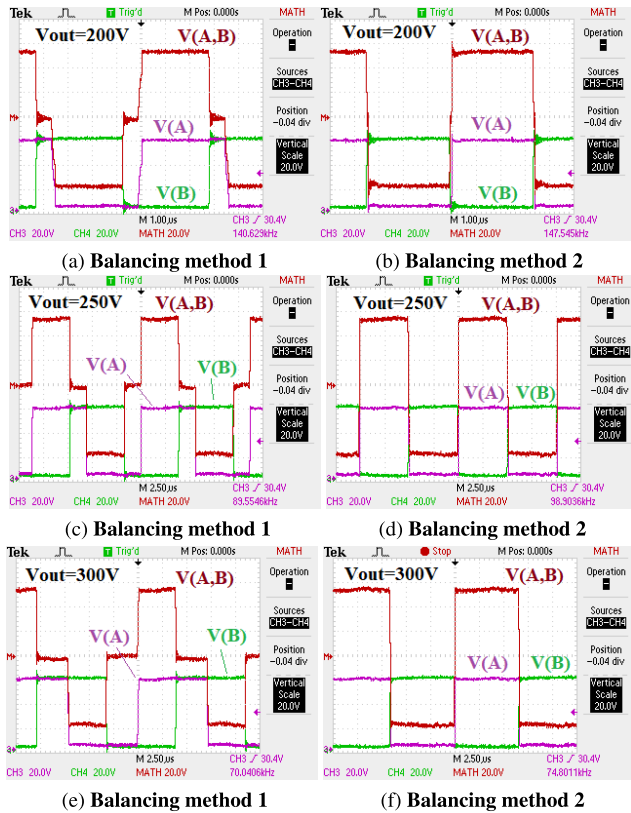 Tek T Trig'd M Pos: 0.000s MATH
Vout=200V V(A,B)
Operation
−
Sources
CH3-CH4
Position
-0.04 div
Vertical
Scale
20.0V
M
V(A)
V(B)
3
M 1.00µs CH3 30.4V
CH3 20.0V CH4 20.0V MATH 20.0V 140.629kHz
(a) Balancing method 1
Tek T Trig'd M Pos: 0.000s MATH
Vout=200V V(A,B)
Operation
−
Sources
CH3-CH4
Position
-0.04 div
Vertical
Scale
20.0V
M
V(A)
V(B)
3
M 1.00µs CH3 30.4V
CH3 20.0V CH4 20.0V MATH 20.0V 147.545kHz
(b) Balancing method 2
Tek T Trig'd M Pos: 0.000s MATH
Vout=250V V(A,B)
Operation
−
Sources
CH3-CH4
Position
-0.04 div
Vertical
Scale
20.0V
M
V(A) V(B)
3
M 2.50µs CH3 30.4V
CH3 20.0V CH4 20.0V MATH 20.0V 89.5546kHz
(c) Balancing method 1
Tek T Trig'd M Pos: 0.000s MATH
Vout=250V V(A,B)
Operation
−
Sources
CH3-CH4
Position
-0.04 div
Vertical
Scale
20.0V
M
V(A) V(B)
3
M 2.50µs CH3 30.4V
CH3 20.0V CH4 20.0V MATH 20.0V 98.9036kHz
(d) Balancing method 2
Tek T Trig'd M Pos: 0.000s MATH
Vout=300V V(A,B)
Operation
−
Sources
CH3-CH4
Position
-0.04 div
Vertical
Scale
20.0V
M
V(A) V(B)
3
M 2.50µs CH3 30.4V
CH3 20.0V CH4 20.0V MATH 20.0V 70.0406kHz
(e) Balancing method 1
Tek Stop M Pos: 0.000s MATH
Vout=300V V(A,B)
Operation
−
Sources
CH3-CH4
Position
-0.04 div
Vertical
Scale
20.0V
M
V(A) V(B)
3
M 2.50µs CH3 30.4V
CH3 20.0V CH4 20.0V MATH 20.0V 74.8011kHz
(f) Balancing method 2